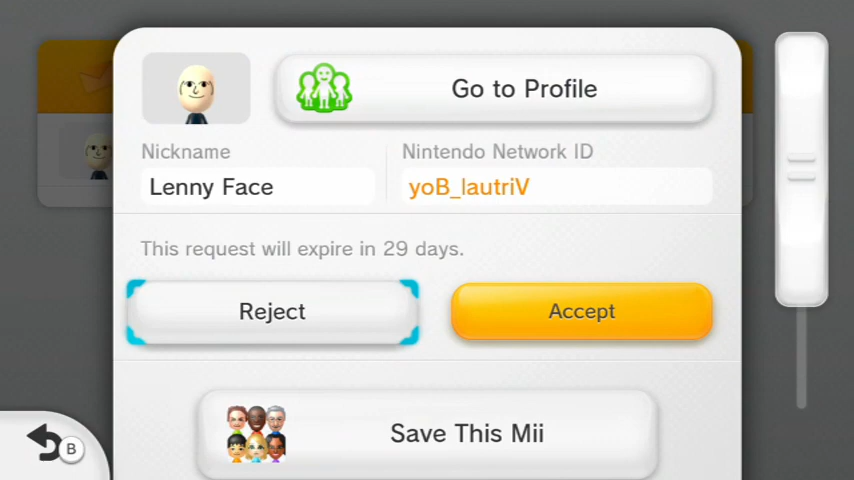 Go to Profile
Nickname
Nintendo Network ID
Lenny Face
yoB_lautriV
This request will expire in 29 days.
Reject
Accept
Save This Mii
B